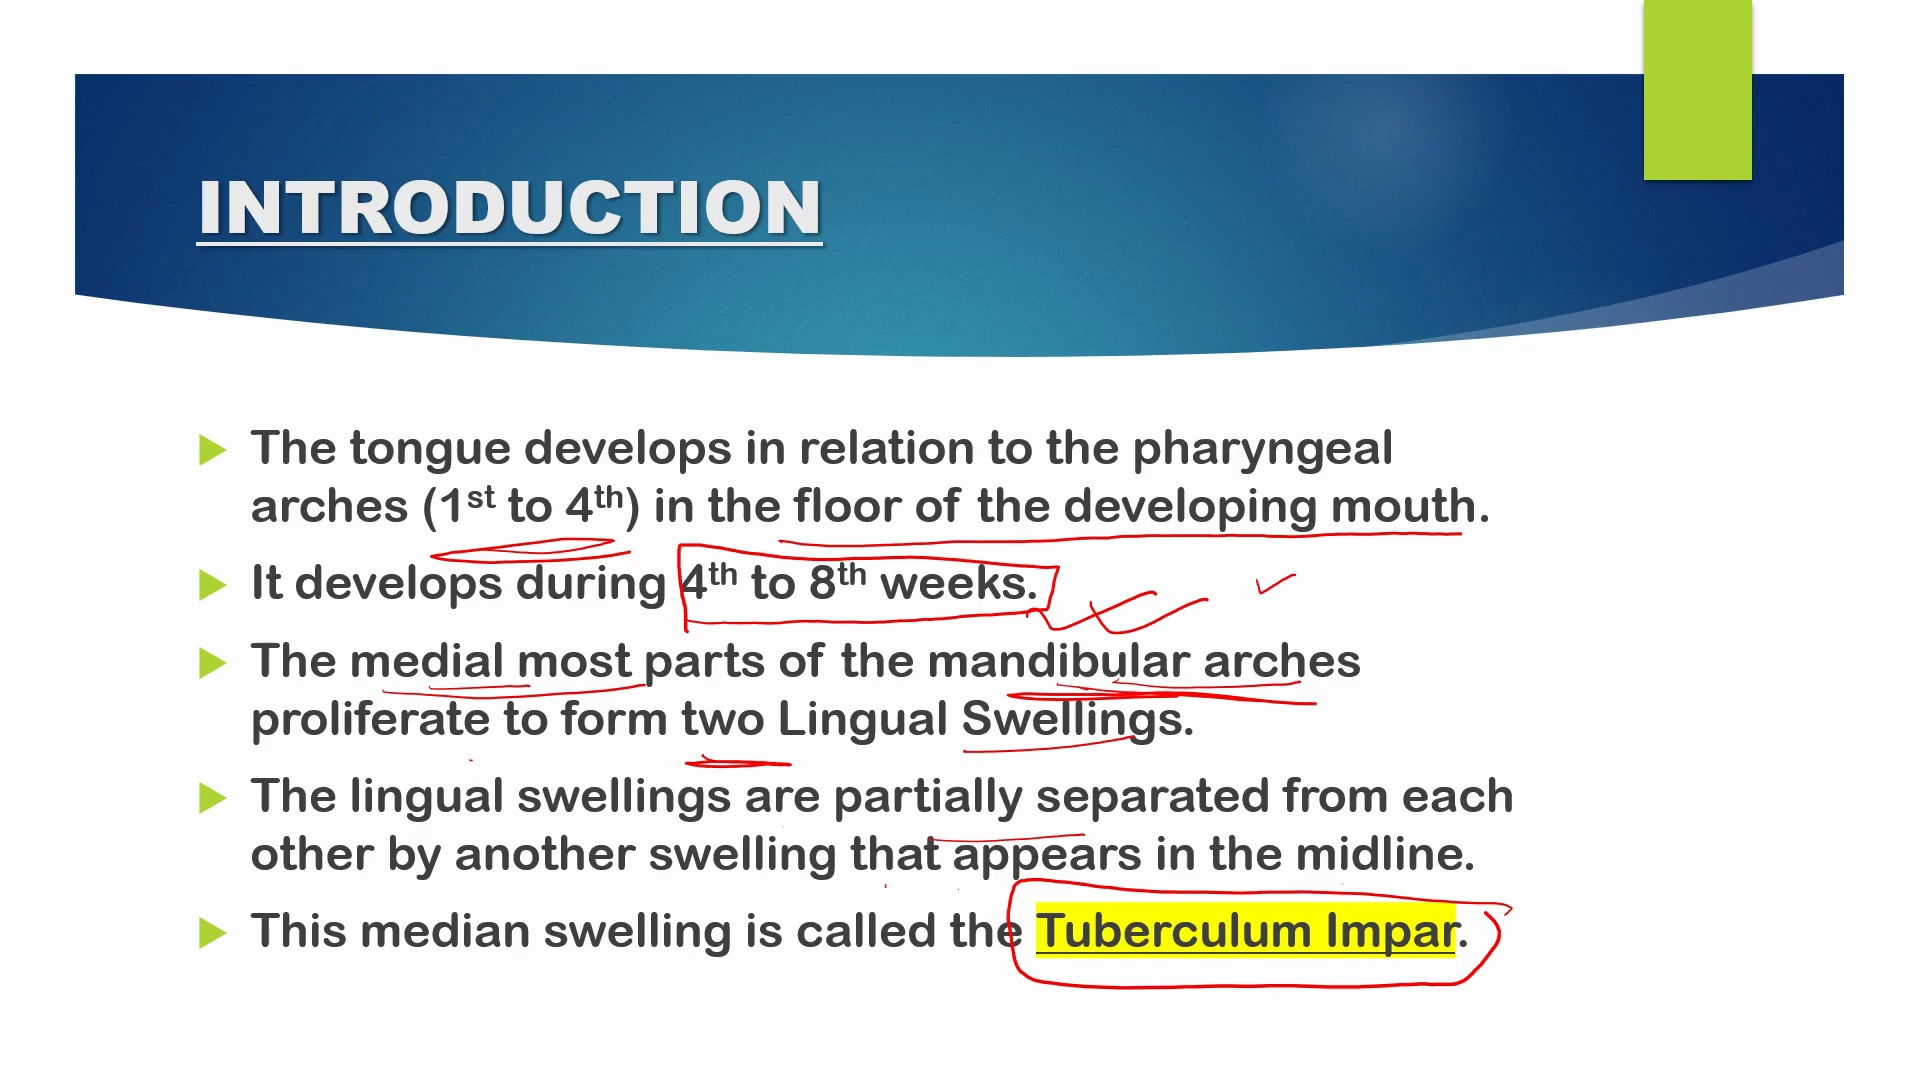 INTRODUCTION
The tongue develops in relation to the pharyngeal
arches (1st to 4th) in the floor of the developing mouth.
It develops during 4th to 8th weeks.
The medial most parts of the mandibular arches
proliferate to form two Lingual Swellings.
The lingual swellings are partially separated from each
other by another swelling that appears in the midline.
This median swelling is called the Tuberculum Impar.